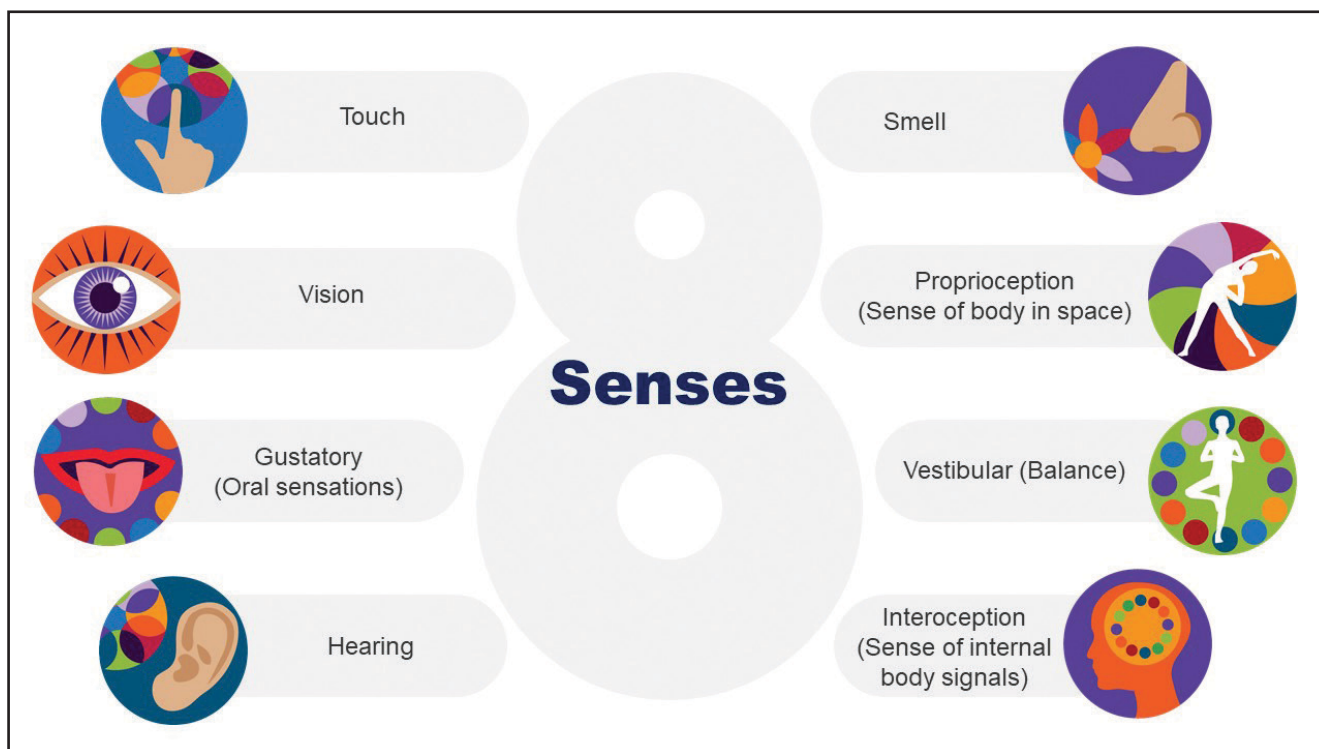 Touch
Vision
Gustatory
(Oral sensations)
Hearing
8
Senses
Smell
Proprioception
(Sense of body in space)
Vestibular (Balance)
Interoception
(Sense of internal
body signals)